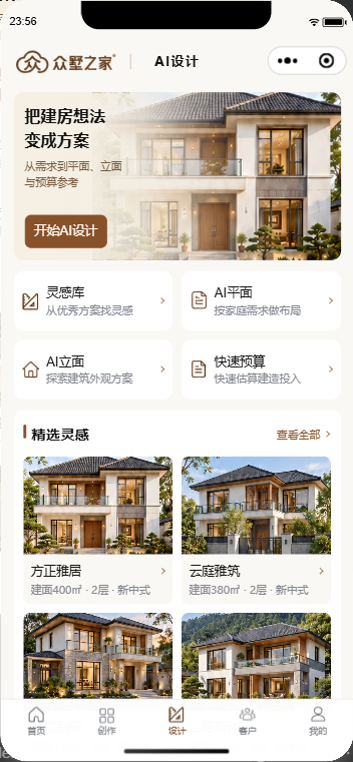 23:56
众墅之家
AI设计
把建房想法
变成方案
从需求到平面、立面
与预算参考
开始AI设计
灵感库
从优秀方案找灵感
AI平面
按家庭需求做布局
AI立面
探索建筑外观方案
快速预算
快速估算建造投入
精选灵感
查看全部
方正雅居
建面400㎡ · 2层 · 新中式
云庭雅筑
建面380㎡ · 2层 · 新中式
首页
创作
设计
客户
我的